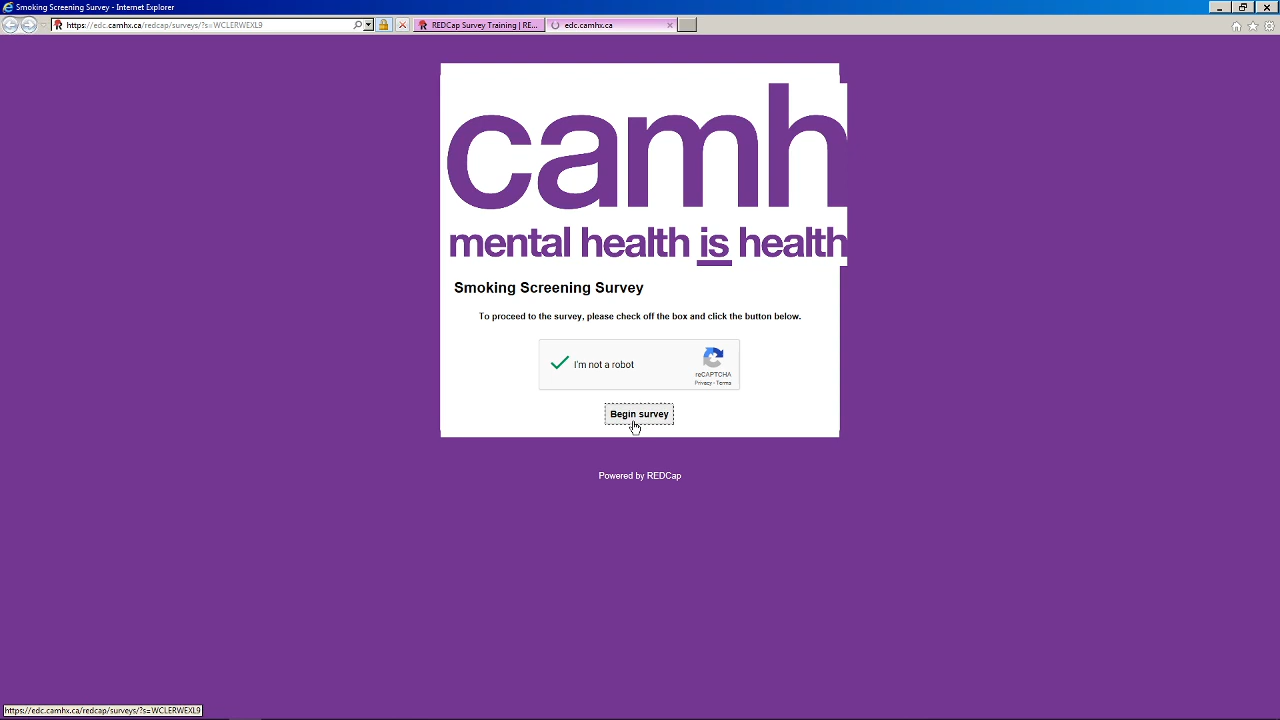 Smoking Screening Survey - Internet Explorer
https://edc.camhx.ca/redcap/surveys/?s=WCLERWEXL9
REDCap Survey Training | RE...
edc.camhx.ca
camh
mental health is health
Smoking Screening Survey
To proceed to the survey, please check off the box and click the button below.
I'm not a robot
reCAPTCHA
Privacy - Terms
Begin survey
Powered by REDCap
https://edc.camhx.ca/redcap/surveys/?s=WCLERWEXL9